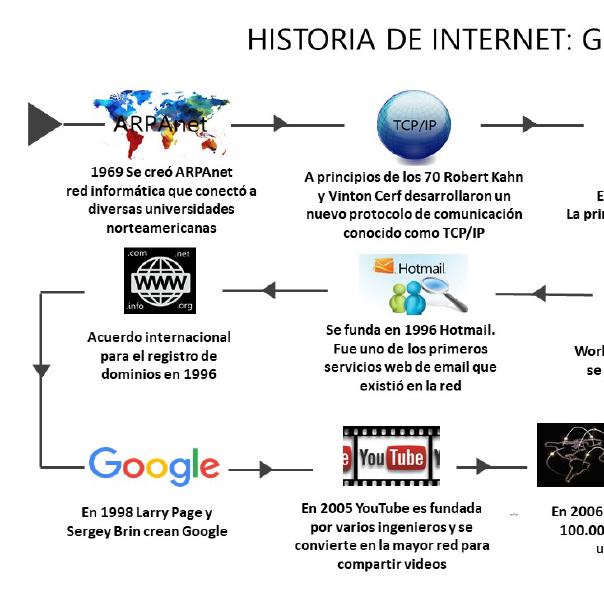 HISTORIA DE INTERNET: G
ARPAnet
TCP/IP
1969 Se creó ARPAnet
red informática que conectó a
diversas universidades
norteamericanas
A principios de los 70 Robert Kahn
y Vinton Cerf desarrollaron un
nuevo protocolo de comunicación
conocido como TCP/IP
E
La prin
.com .net
WWW
.info .org
Hotmail
Acuerdo internacional
para el registro de
dominios en 1996
Se funda en 1996 Hotmail.
Fue uno de los primeros
servicios web de email que
existió en la red
Worl
se
Google
YouTube
En 1998 Larry Page y
Sergey Brin crean Google
En 2005 YouTube es fundada
por varios ingenieros y se
convierte en la mayor red para
compartir videos
En 2006
100.00
u